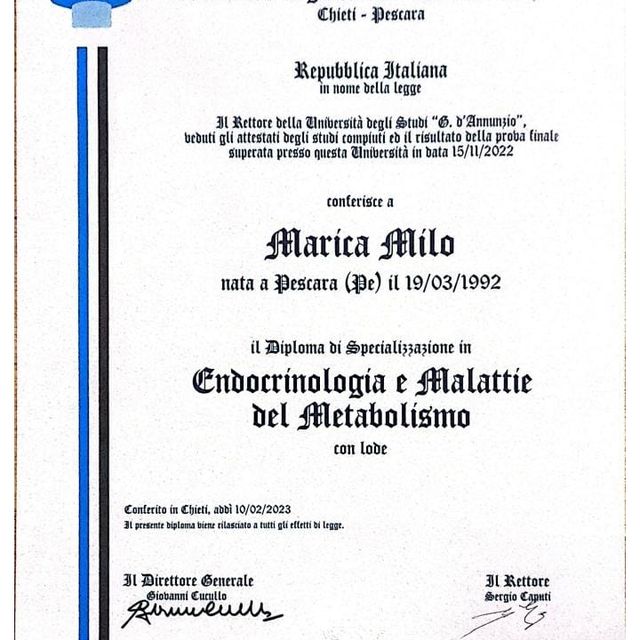 Chieti - Pescara
Repubblica Italiana
in nome della legge
Il Rettore della Università degli Studi "G. d'Annunzio",
veduti gli attestati degli studi compiuti ed il risultato della prova finale
superata presso questa Università in data 15/11/2022
conferisce a
Marica Milo
nata a Pescara (Pe) il 19/03/1992
il Diploma di Specializzazione in
Endocrinologia e Malattie
del Metabolismo
con lode
Conferito in Chieti, addì 10/02/2023
Il presente diploma viene rilasciato a tutti gli effetti di legge.
Il Direttore Generale
Giovanni Cucullo
Il Rettore
Sergio Caputi